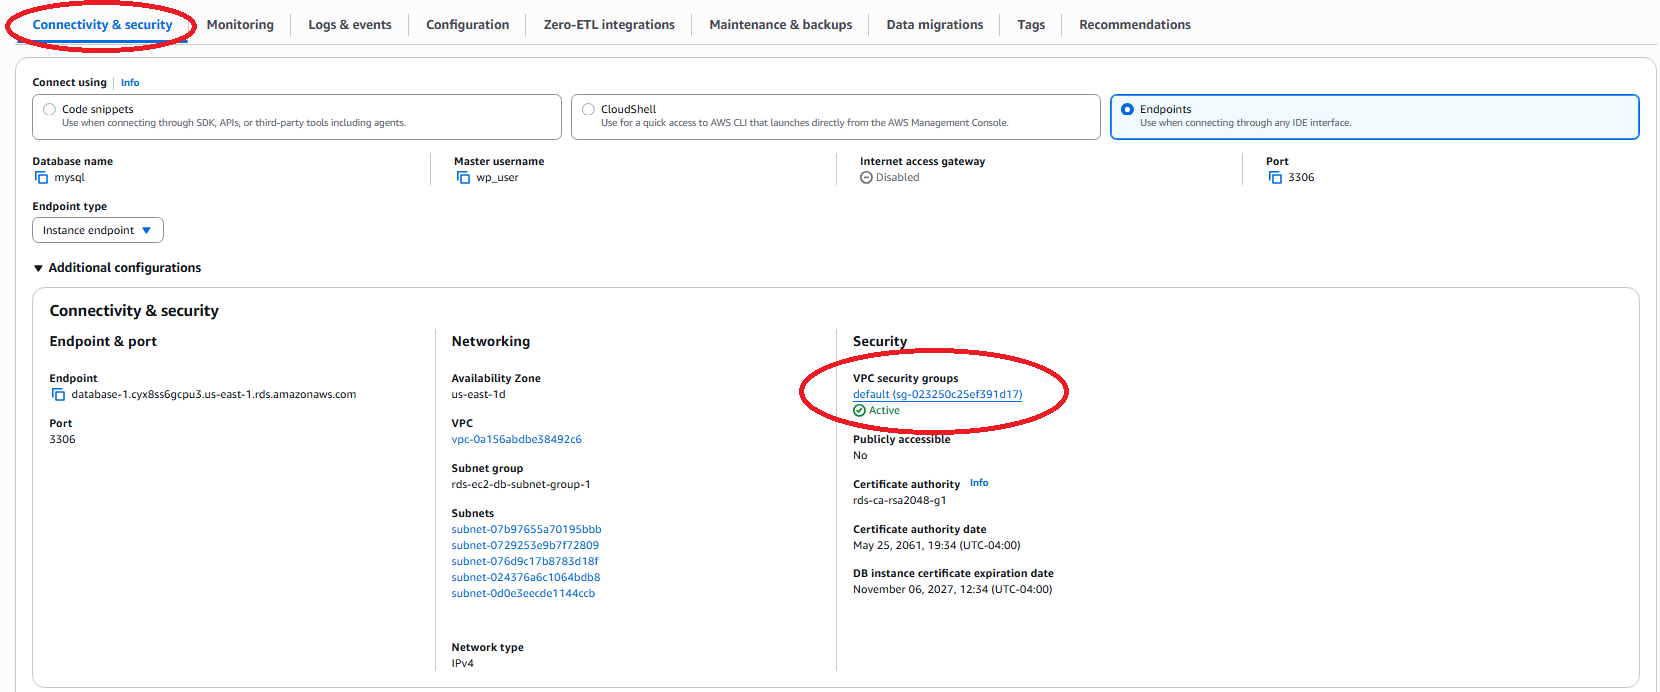 Connectivity & security
Monitoring
Logs & events
Configuration
Zero-ETL integrations
Maintenance & backups
Data migrations
Tags
Recommendations
Connect using
Info
Code snippets
Use when connecting through SDK, APIs, or third-party tools including agents.
CloudShell
Use for a quick access to AWS CLI that launches directly from the AWS Management Console.
Endpoints
Use when connecting through any IDE interface.
Database name
mysql
Master username
wp_user
Internet access gateway
Disabled
Port
3306
Endpoint type
Instance endpoint
Additional configurations
Connectivity & security
Endpoint & port
Endpoint
database-1.cyx8ss6gcpu3.us-east-1.rds.amazonaws.com
Port
3306
Networking
Availability Zone
us-east-1d
VPC
vpc-0a156abdbe38492c6
Subnet group
rds-ec2-db-subnet-group-1
Subnets
subnet-07b97655a70195bbb
subnet-0729253e9b7f72809
subnet-076d9c17b8783d18f
subnet-024376a6c1064bdb8
subnet-0d0e3eecde1144ccb
Network type
IPv4
Security
VPC security groups
default (sg-023250c25ef391d17)
Active
Publicly accessible
No
Certificate authority
Info
rds-ca-rsa2048-g1
Certificate authority date
May 25, 2061, 19:34 (UTC-04:00)
DB instance certificate expiration date
November 06, 2027, 12:34 (UTC-04:00)